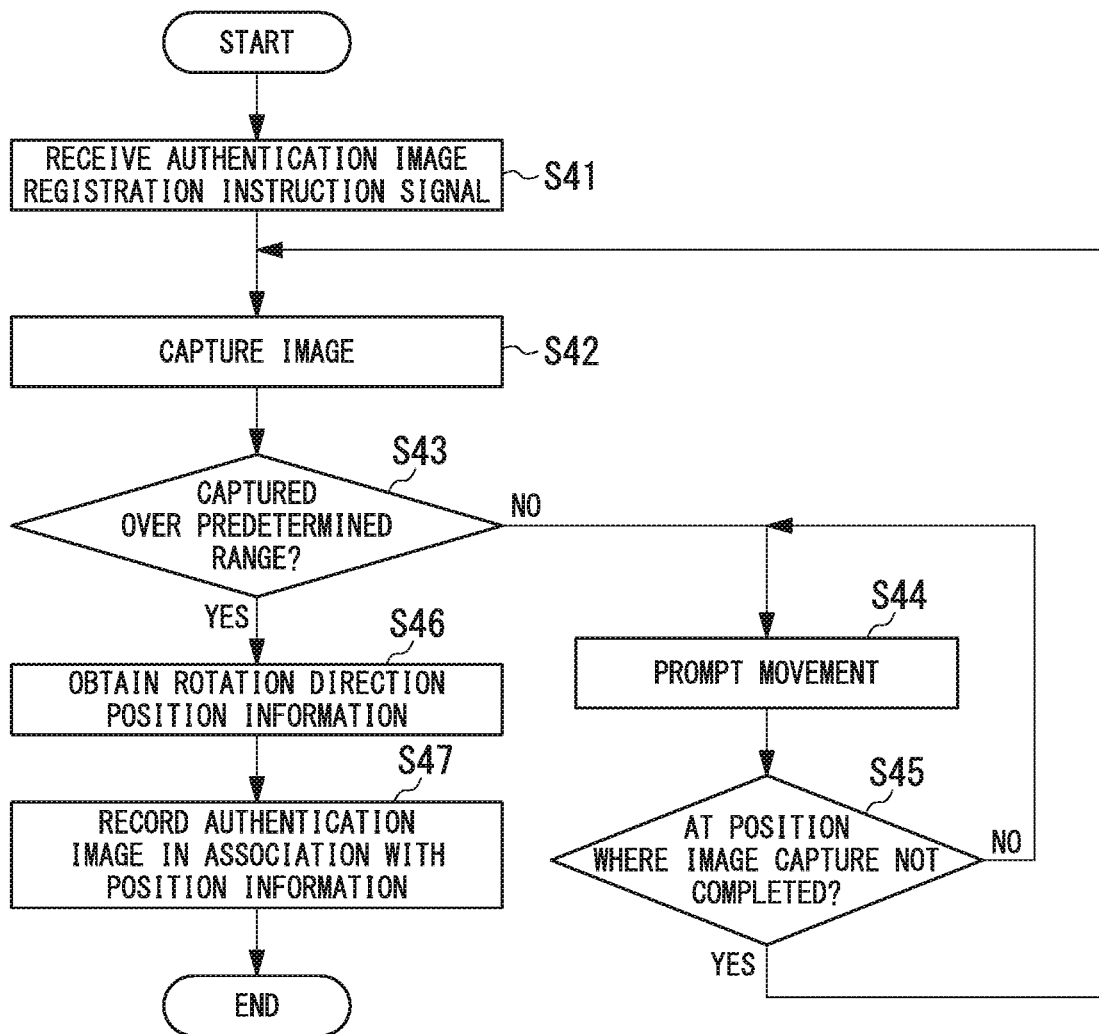 START
RECEIVE AUTHENTICATION IMAGE
REGISTRATION INSTRUCTION SIGNAL
S41
CAPTURE IMAGE
S42
S43
CAPTURED
OVER PREDETERMINED
RANGE?
NO
YES
S44
PROMPT MOVEMENT
S45
AT POSITION
WHERE IMAGE CAPTURE NOT
COMPLETED?
NO
YES
S46
OBTAIN ROTATION DIRECTION
POSITION INFORMATION
S47
RECORD AUTHENTICATION
IMAGE IN ASSOCIATION WITH
POSITION INFORMATION
END